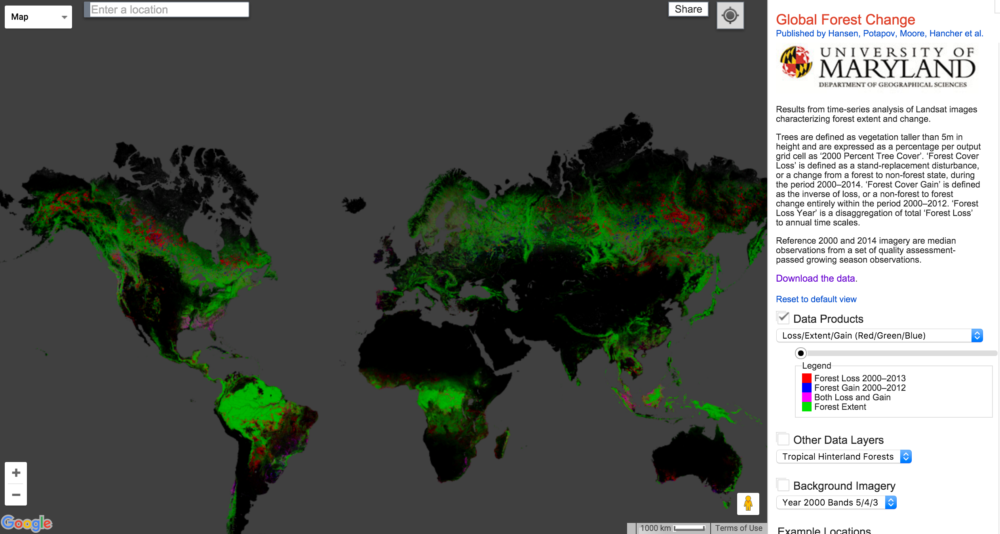 Map
Enter a location
Share
Global Forest Change
Published by Hansen, Potapov, Moore, Hancher et al.
UNIVERSITY OF
MARYLAND
DEPARTMENT OF GEOGRAPHICAL SCIENCES
Results from time-series analysis of Landsat images
characterizing forest extent and change.
Trees are defined as vegetation taller than 5m in
height and are expressed as a percentage per output
grid cell as ‘2000 Percent Tree Cover’. ‘Forest Cover
Loss’ is defined as a stand-replacement disturbance,
or a change from a forest to non-forest state, during
the period 2000–2014. ‘Forest Cover Gain’ is defined
as the inverse of loss, or a non-forest to forest
change entirely within the period 2000–2012. ‘Forest
Loss Year’ is a disaggregation of total ‘Forest Loss’
to annual time scales.
Reference 2000 and 2014 imagery are median
observations from a set of quality assessment-
passed growing season observations.
Download the data.
Reset to default view
Data Products
Loss/Extent/Gain (Red/Green/Blue)
Legend
Forest Loss 2000–2013
Forest Gain 2000–2012
Both Loss and Gain
Forest Extent
Other Data Layers
Tropical Hinterland Forests
Background Imagery
Year 2000 Bands 5/4/3
Example Locations
+
−
Google
1000 km
Terms of Use